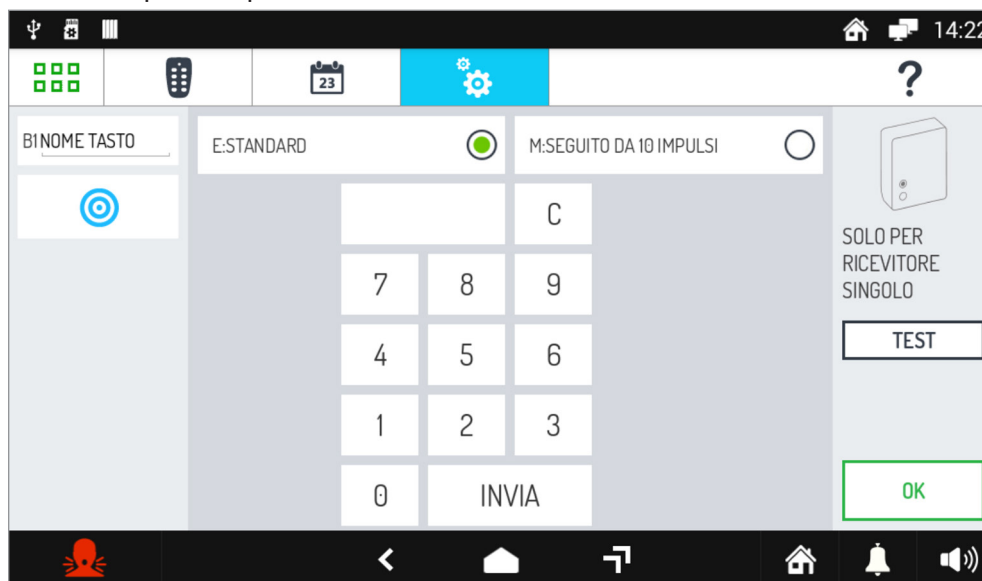 14:22
23
?
B1 NOME TASTO
E:STANDARD
M:SEGUITO DA 10 IMPULSI
C
7 8 9
4 5 6
1 2 3
0 INVIA
SOLO PER
RICEVITORE
SINGOLO
TEST
OK